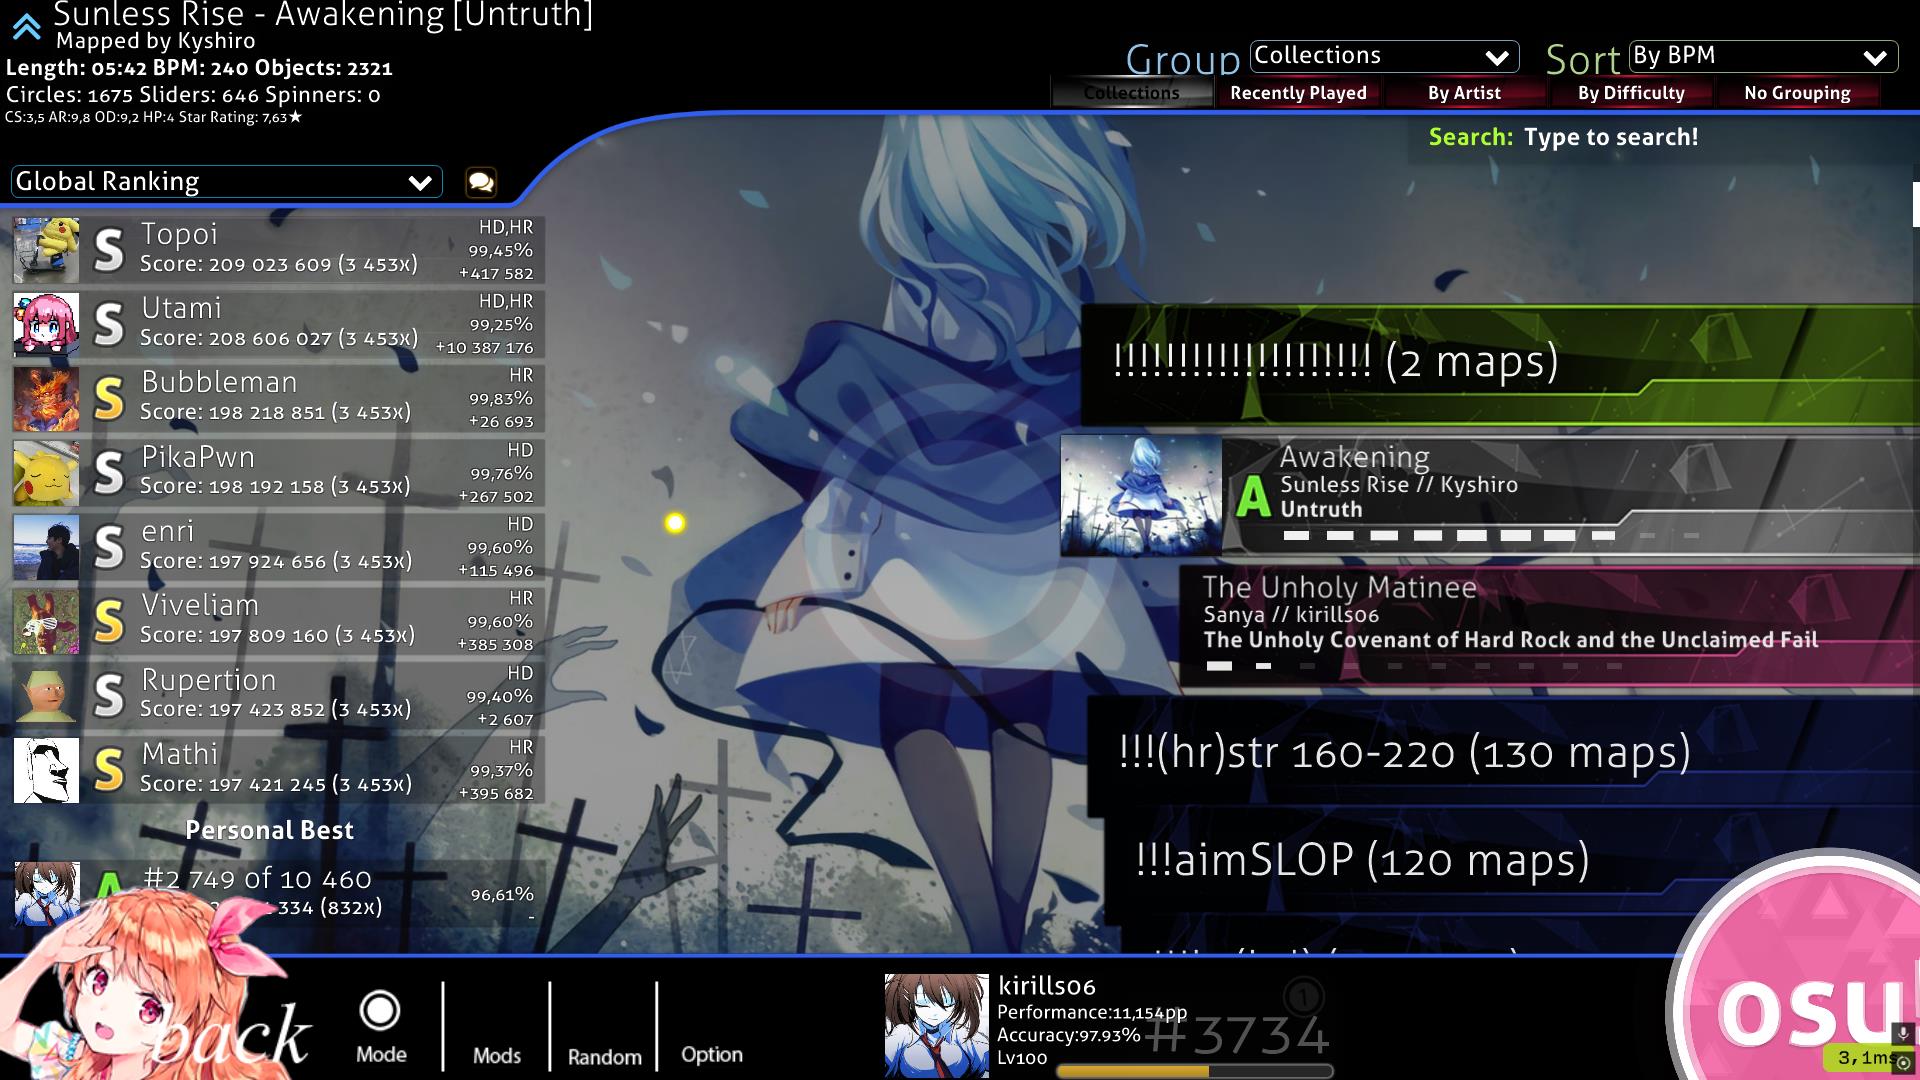 Sunless Rise - Awakening [Untruth]
Mapped by Kyshiro
Length: 05:42 BPM: 240 Objects: 2321
Circles: 1675 Sliders: 646 Spinners: 0
CS:3,5 AR:9,8 OD:9,2 HP:4 Star Rating: 7,63★
Group Collections Sort By BPM
Collections Recently Played By Artist By Difficulty No Grouping
Search: Type to search!
Global Ranking
S Topoi HD,HR
Score: 209 023 609 (3 453x) 99,45%
+417 582
S Utami HD,HR
Score: 208 606 027 (3 453x) 99,25%
+10 387 176
S Bubbleman HR
Score: 198 218 851 (3 453x) 99,83%
+26 693
S PikaPwn HD
Score: 198 192 158 (3 453x) 99,76%
+267 502
S enri HD
Score: 197 924 656 (3 453x) 99,60%
+115 496
S Viveliam HR
Score: 197 809 160 (3 453x) 99,60%
+385 308
S Rupertion HD
Score: 197 423 852 (3 453x) 99,40%
+2 607
S Mathi HR
Score: 197 421 245 (3 453x) 99,37%
+395 682
Personal Best
A #2 749 of 10 460 96,61%
334 (832x)
-
!!!!!!!!!!!!!!!!!!!! (2 maps)
Awakening
A Sunless Rise // Kyshiro
Untruth
The Unholy Matinee
Sanya // kirills06
The Unholy Covenant of Hard Rock and the Unclaimed Fail
!!!(hr)str 160-220 (130 maps)
!!!aimSLOP (120 maps)
back
Mode
Mods
Random
Option
kirills06
Performance:11,154pp
Accuracy:97.93%
Lv100
#3734
1
osu
3,1ms